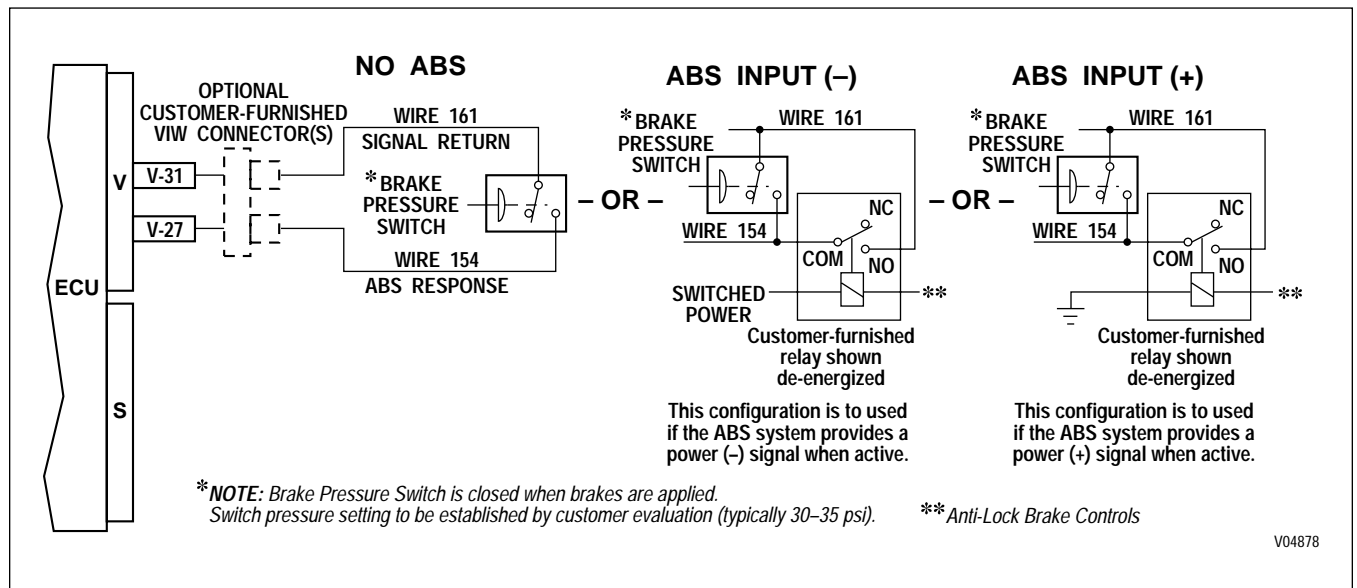 NO ABS
ABS INPUT (–)
ABS INPUT (+)
OPTIONAL
CUSTOMER-FURNISHED
VIW CONNECTOR(S)
WIRE 161
SIGNAL RETURN
*BRAKE
PRESSURE
SWITCH
WIRE 154
ABS RESPONSE
V
V-31
V-27
ECU
S
– OR –
*BRAKE
PRESSURE
SWITCH
WIRE 161
WIRE 154
NC
COM
NO
SWITCHED
POWER
**
Customer-furnished
relay shown
de-energized
This configuration is to used
if the ABS system provides a
power (–) signal when active.
– OR –
*BRAKE
PRESSURE
SWITCH
WIRE 161
WIRE 154
NC
COM
NO
**
Customer-furnished
relay shown
de-energized
This configuration is to used
if the ABS system provides a
power (+) signal when active.
*NOTE: Brake Pressure Switch is closed when brakes are applied.
Switch pressure setting to be established by customer evaluation (typically 30–35 psi).
**Anti-Lock Brake Controls
V04878